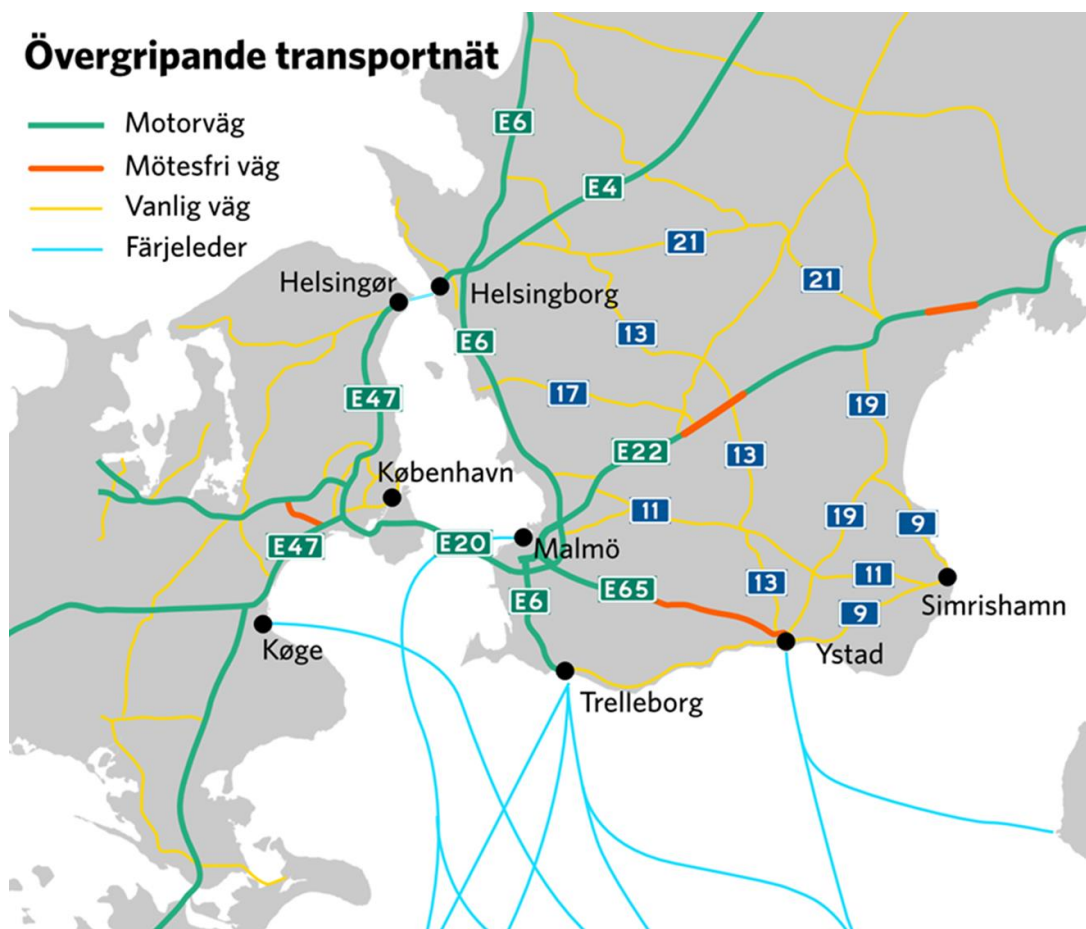 Övergripande transportnät
Motorväg
Mötesfri väg
Vanlig väg
Färjeleder
E6
E4
21
21
Helsingør
Helsingborg
13
E6
E47
17
19
E22
13
København
11
19
9
E47
E20
Malmö
E65
13
11
E6
9
Simrishamn
Køge
Ystad
Trelleborg